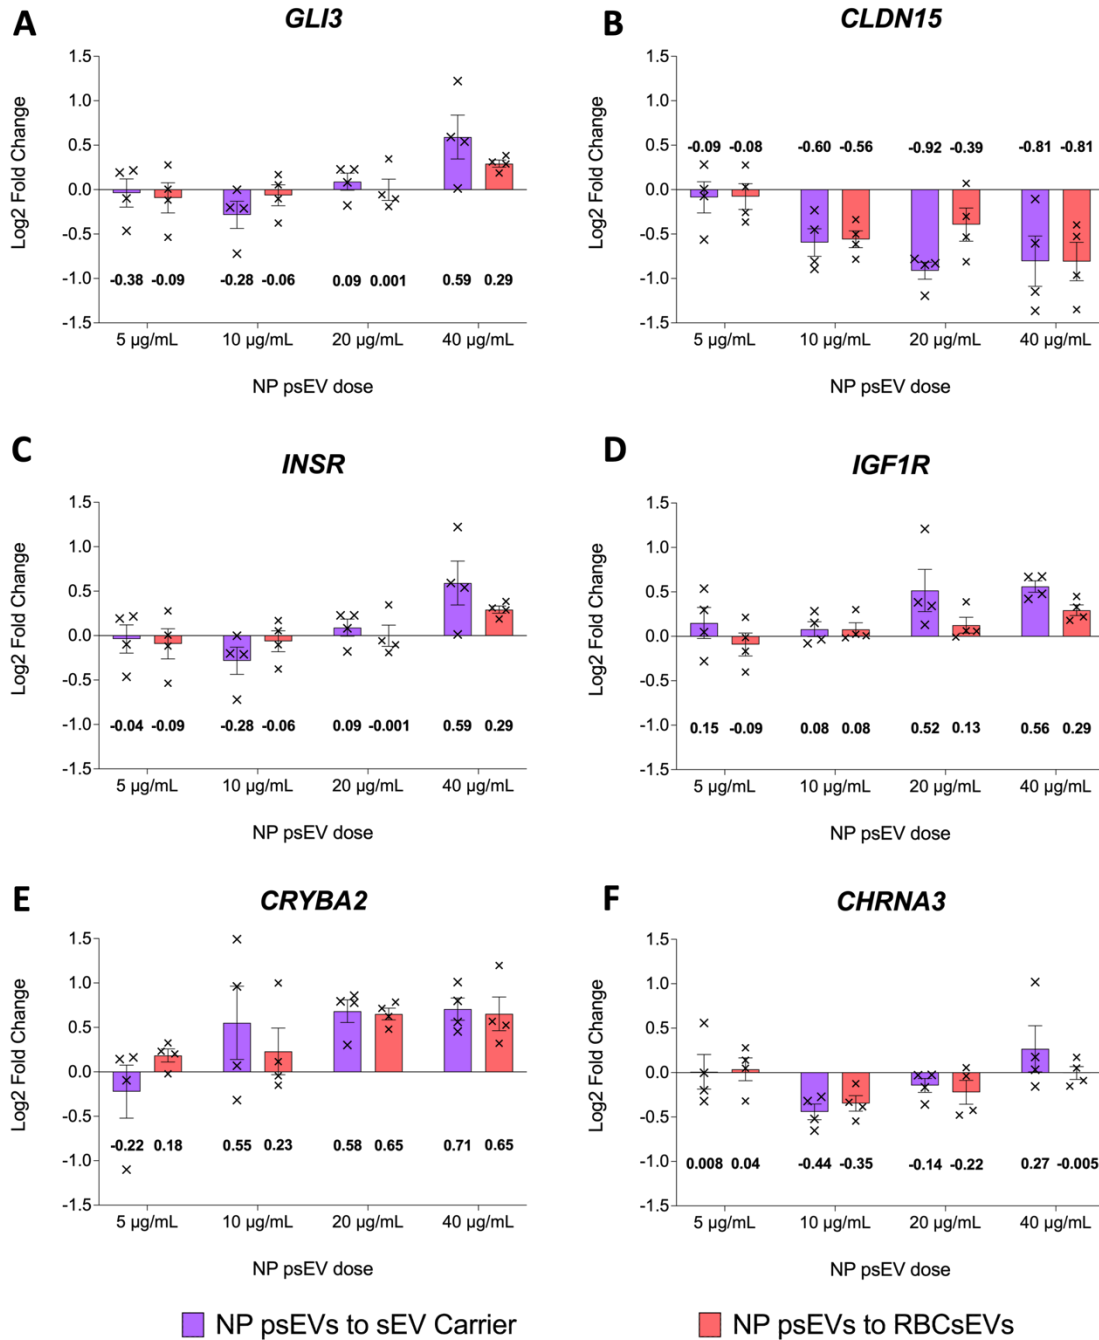 A
GLI3
Log2 Fold Change
1.5
1.0
0.5
0.0
-0.5
-1.0
-1.5
-0.38 -0.09 -0.28 -0.06 0.09 0.001 0.59 0.29
5 µg/mL 10 µg/mL 20 µg/mL 40 µg/mL
NP psEV dose
B
CLDN15
Log2 Fold Change
1.5
1.0
0.5
0.0
-0.5
-1.0
-1.5
-0.09 -0.08 -0.60 -0.56 -0.92 -0.39 -0.81 -0.81
5 µg/mL 10 µg/mL 20 µg/mL 40 µg/mL
NP psEV dose
C
INSR
Log2 Fold Change
1.5
1.0
0.5
0.0
-0.5
-1.0
-1.5
-0.04 -0.09 -0.28 -0.06 0.09 -0.001 0.59 0.29
5 µg/mL 10 µg/mL 20 µg/mL 40 µg/mL
NP psEV dose
D
IGF1R
Log2 Fold Change
1.5
1.0
0.5
0.0
-0.5
-1.0
-1.5
0.15 -0.09 0.08 0.08 0.52 0.13 0.56 0.29
5 µg/mL 10 µg/mL 20 µg/mL 40 µg/mL
NP psEV dose
E
CRYBA2
Log2 Fold Change
1.5
1.0
0.5
0.0
-0.5
-1.0
-1.5
-0.22 0.18 0.55 0.23 0.58 0.65 0.71 0.65
5 µg/mL 10 µg/mL 20 µg/mL 40 µg/mL
NP psEV dose
F
CHRNA3
Log2 Fold Change
1.5
1.0
0.5
0.0
-0.5
-1.0
-1.5
0.008 0.04 -0.44 -0.35 -0.14 -0.22 0.27 -0.005
5 µg/mL 10 µg/mL 20 µg/mL 40 µg/mL
NP psEV dose
NP psEVs to sEV Carrier
NP psEVs to RBCsEVs